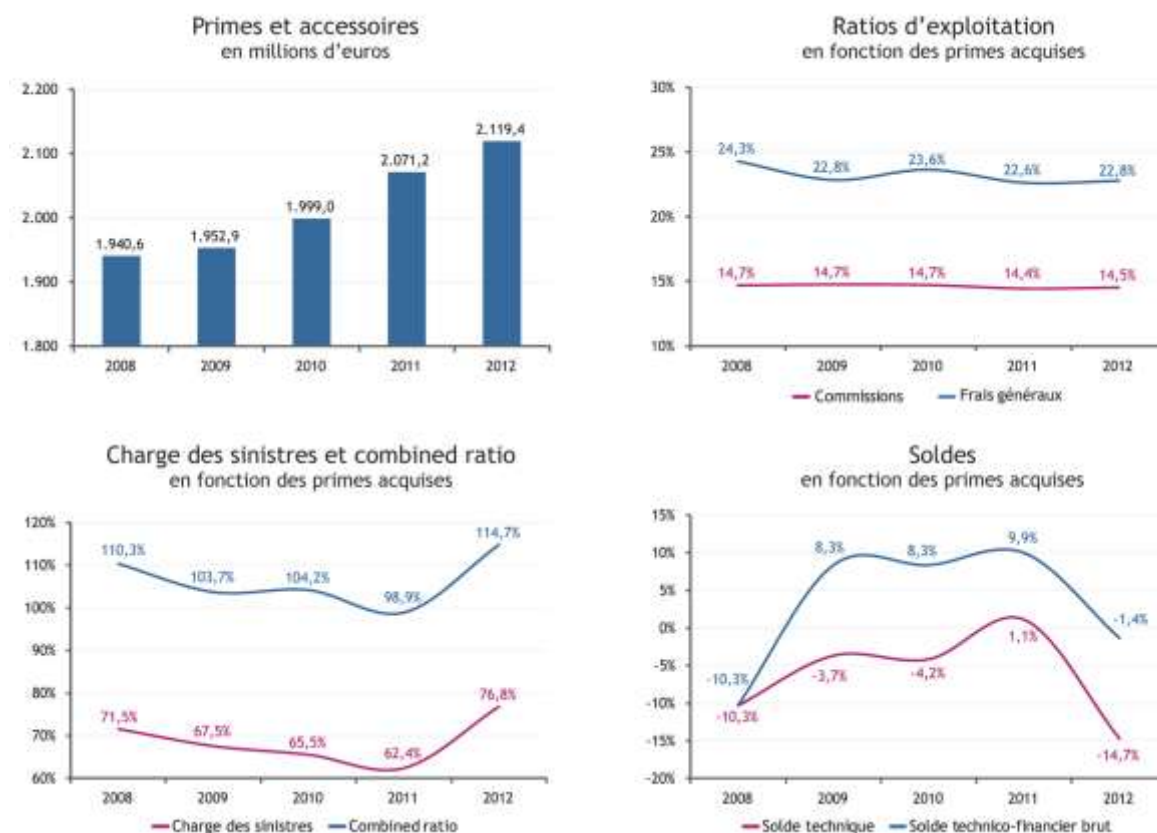 Primes et accessoires
en millions d'euros
2.200
2.100
2.000
1.900
1.800
1.940,6
1.952,9
1.999,0
2.071,2
2.119,4
2008 2009 2010 2011 2012
Ratios d'exploitation
en fonction des primes acquises
30%
25%
20%
15%
10%
24,3% 22,8% 23,6% 22,6% 22,8%
14,7% 14,7% 14,7% 14,4% 14,5%
2008 2009 2010 2011 2012
Commissions Frais généraux
Charge des sinistres et combined ratio
en fonction des primes acquises
120%
110%
100%
90%
80%
70%
60%
110,3% 103,7% 104,2% 98,9% 114,7%
71,5% 67,5% 65,5% 62,4% 76,8%
2008 2009 2010 2011 2012
Charge des sinistres Combined ratio
Soldes
en fonction des primes acquises
15%
10%
5%
0%
-5%
-10%
-15%
-20%
-10,3% 8,3% 8,3% 9,9% -1,4%
-10,3% -3,7% -4,2% 1,1% -14,7%
2008 2009 2010 2011 2012
Solde technique Solde technico-financier brut